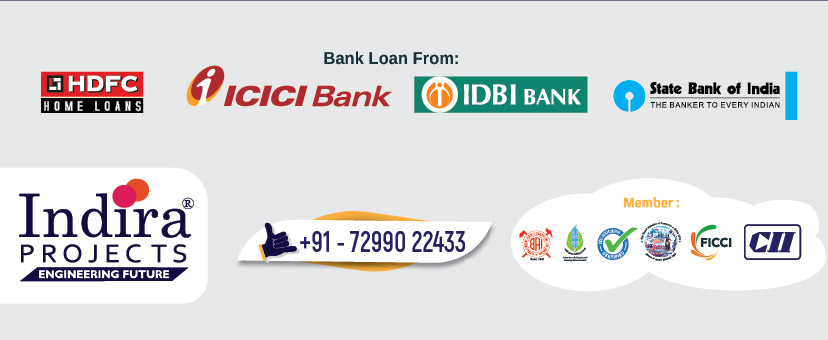 Bank Loan From:
HDFC
HOME LOANS
ICICI Bank
IDBI BANK
State Bank of India
THE BANKER TO EVERY INDIAN
Indira®
PROJECTS
ENGINEERING FUTURE
+91 - 72990 22433
Member :
BAI
FICCI
CII